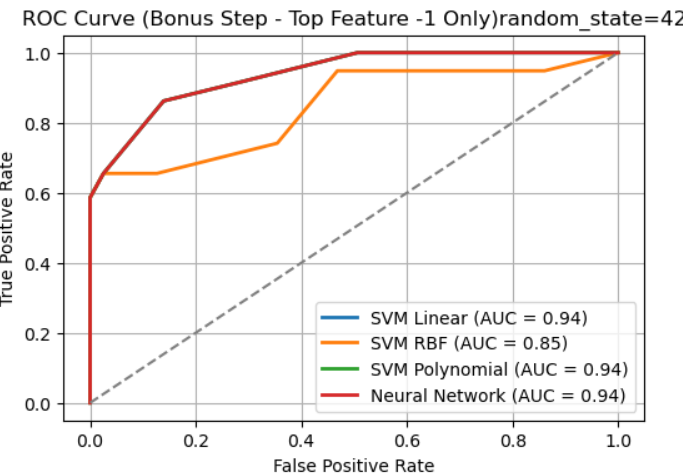 ROC Curve (Bonus Step - Top Feature -1 Only)random_state=42
1.0
0.8
0.6
0.4
0.2
0.0
True Positive Rate
SVM Linear (AUC = 0.94)
SVM RBF (AUC = 0.85)
SVM Polynomial (AUC = 0.94)
Neural Network (AUC = 0.94)
0.0 0.2 0.4 0.6 0.8 1.0
False Positive Rate